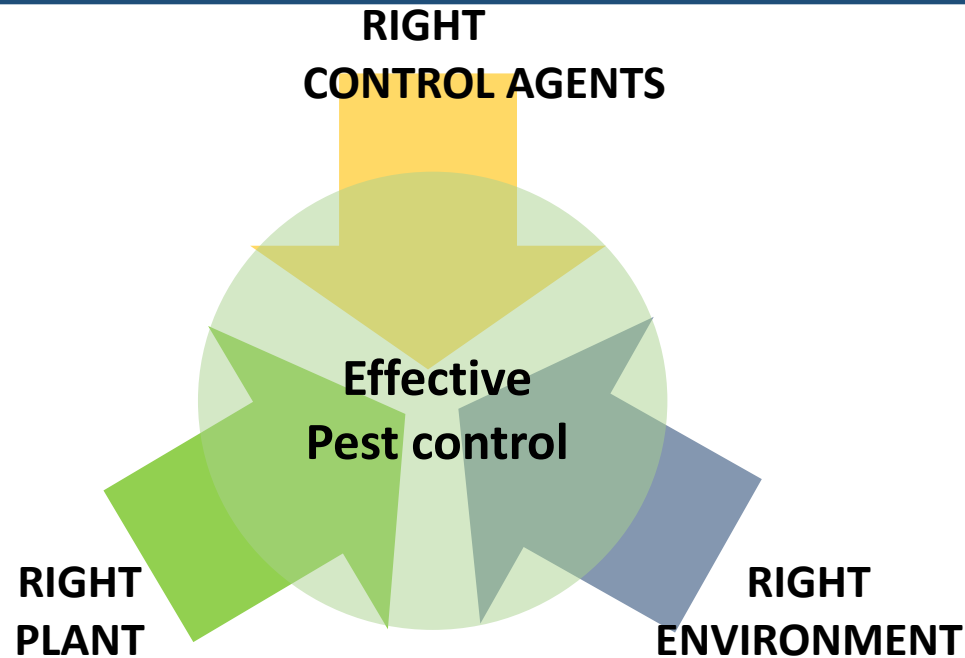 RIGHT
CONTROL AGENTS
Effective
Pest control
RIGHT
PLANT
RIGHT
ENVIRONMENT